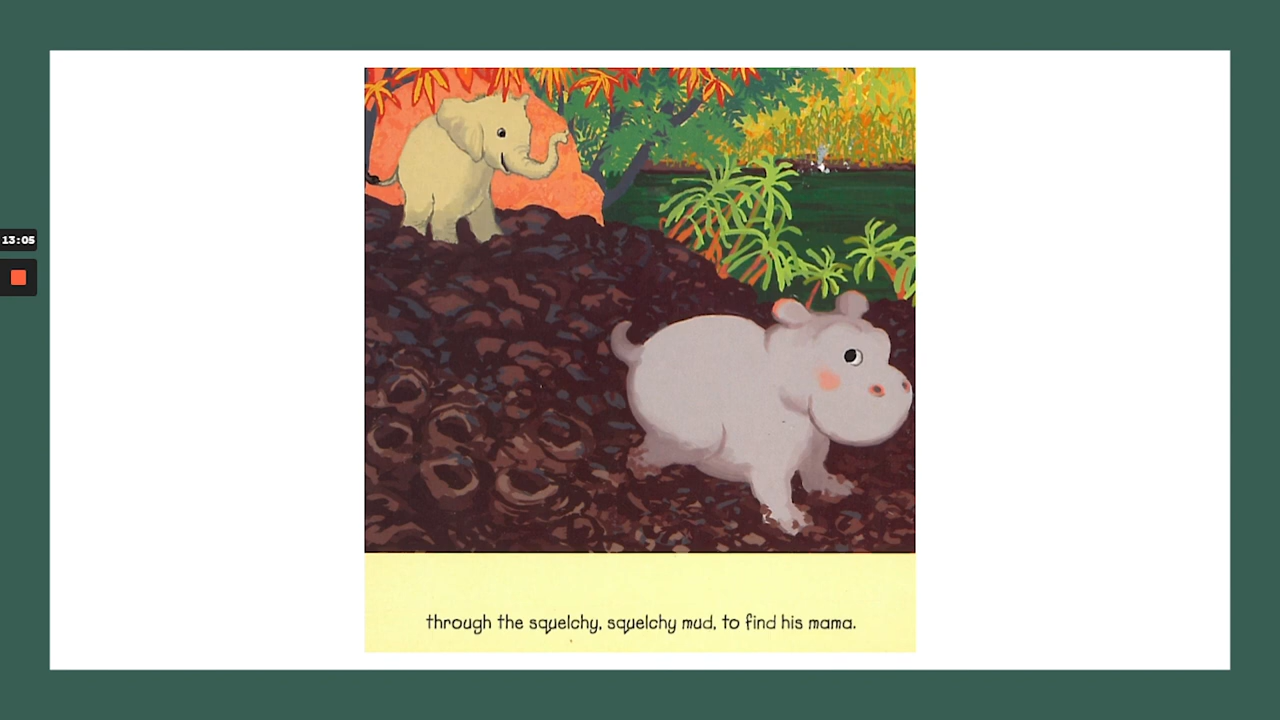 13:05
through the squelchy, squelchy mud, to find his mama.